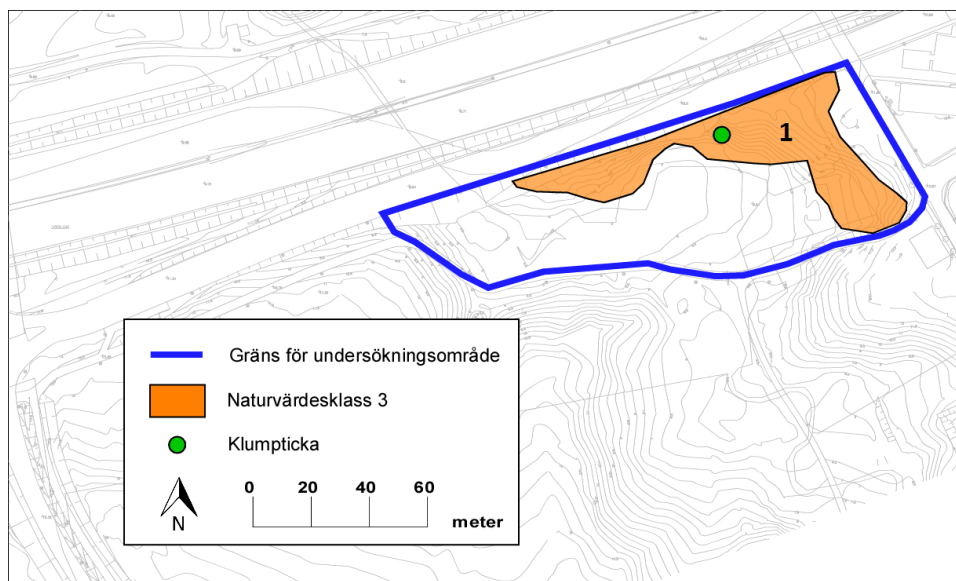 1
Gräns för undersökningsområde
Naturvärdesklass 3
Klumpticka
N
0 20 40 60
meter